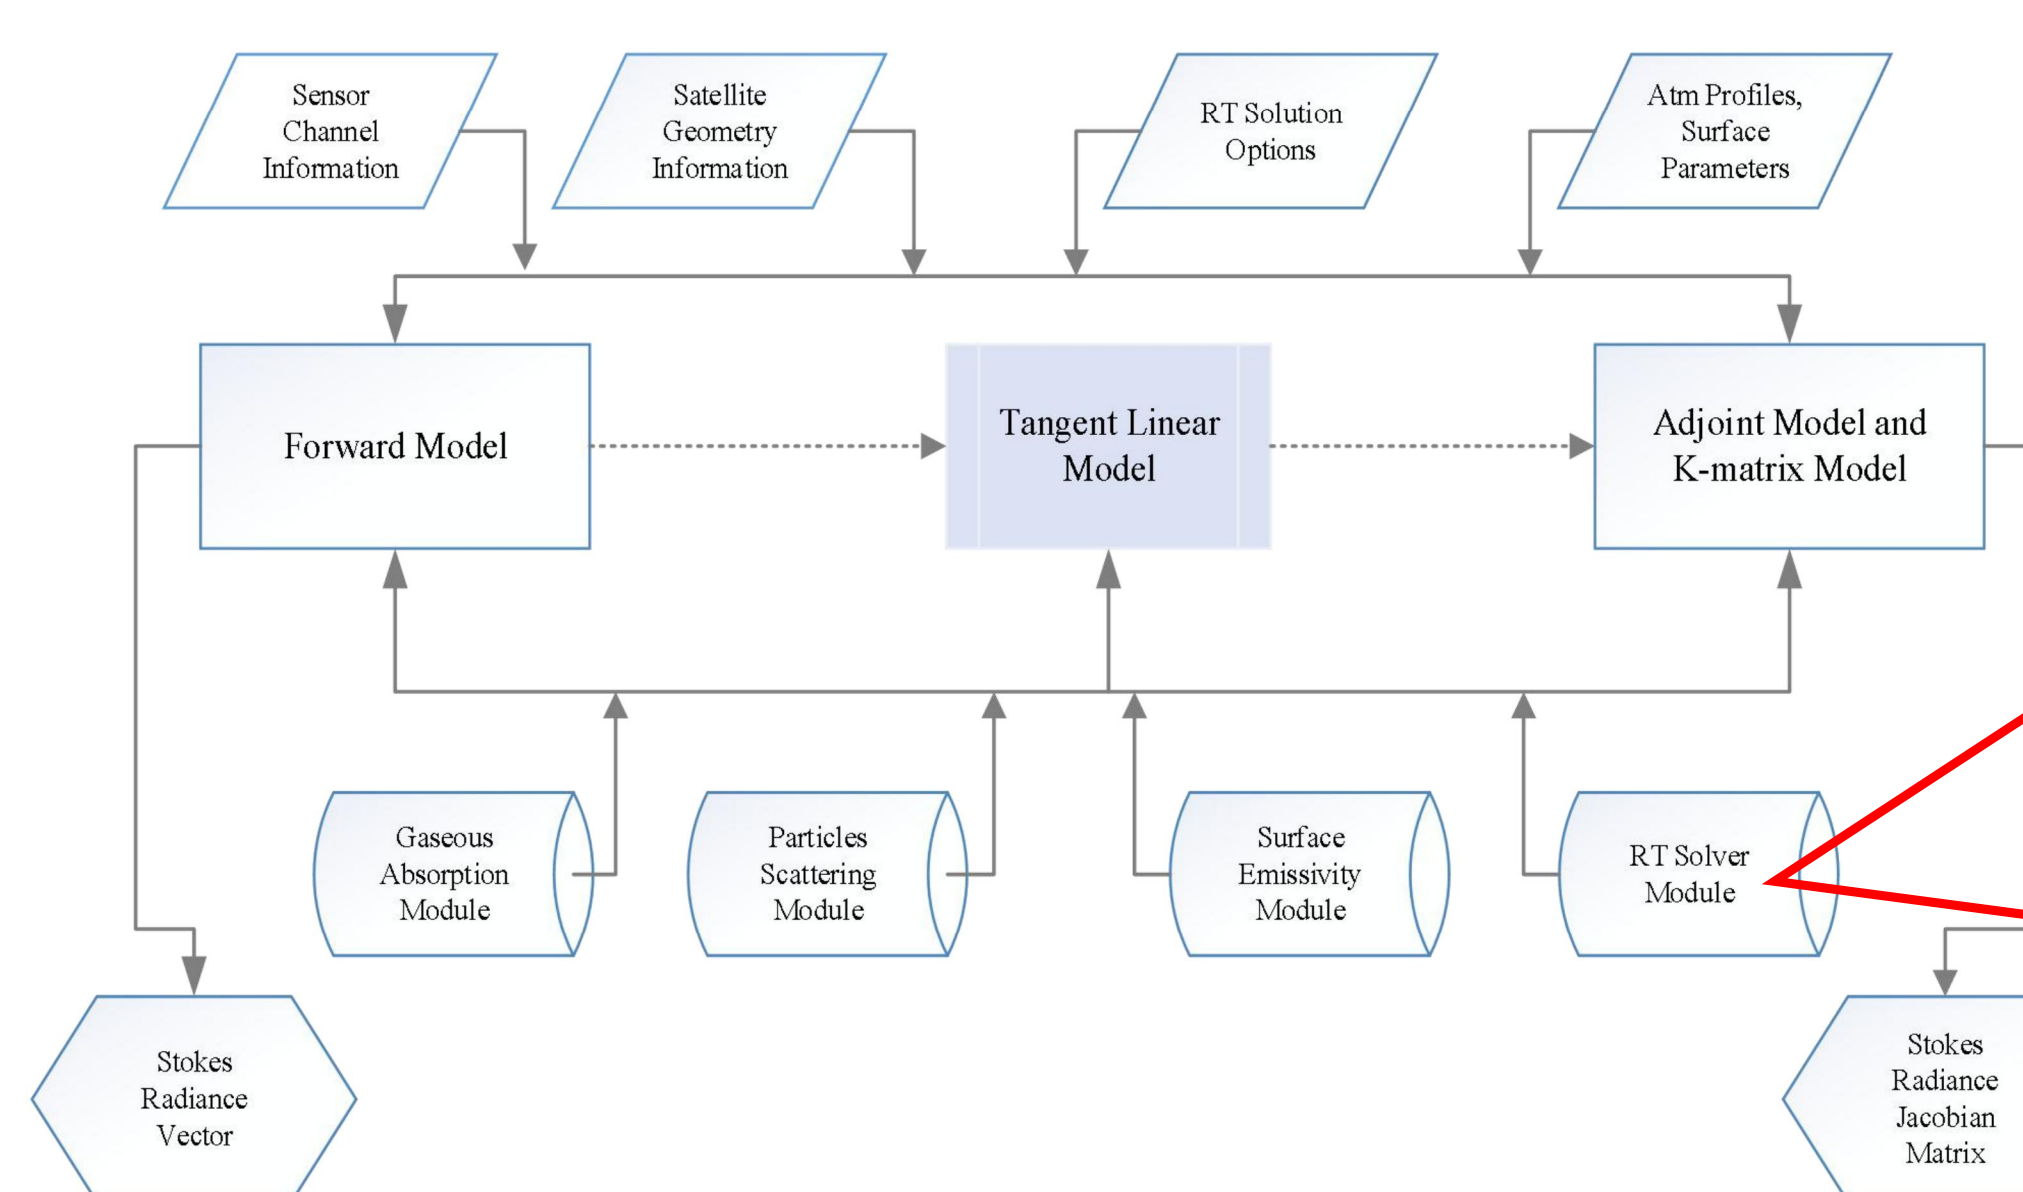 Sensor
Channel
Information
Satellite
Geometry
Information
RT Solution
Options
Atm Profiles,
Surface
Parameters
Forward Model
Tangent Linear
Model
Adjoint Model and
K-matrix Model
Gaseous
Absorption
Module
Particles
Scattering
Module
Surface
Emissivity
Module
RT Solver
Module
Stokes
Radiance
Vector
Stokes
Radiance
Jacobian
Matrix